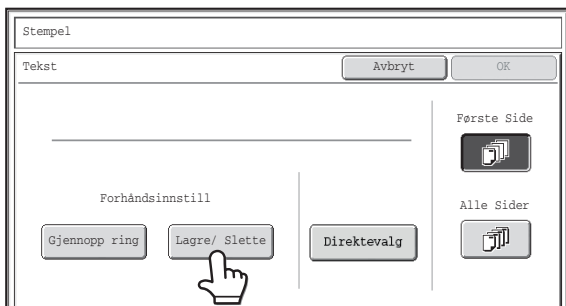 Stempel
Tekst
Avbryt
OK
Første Side
Forhåndsinnstill
Alle Sider
Gjennopp ring
Lagre/ Slette
Direktevalg